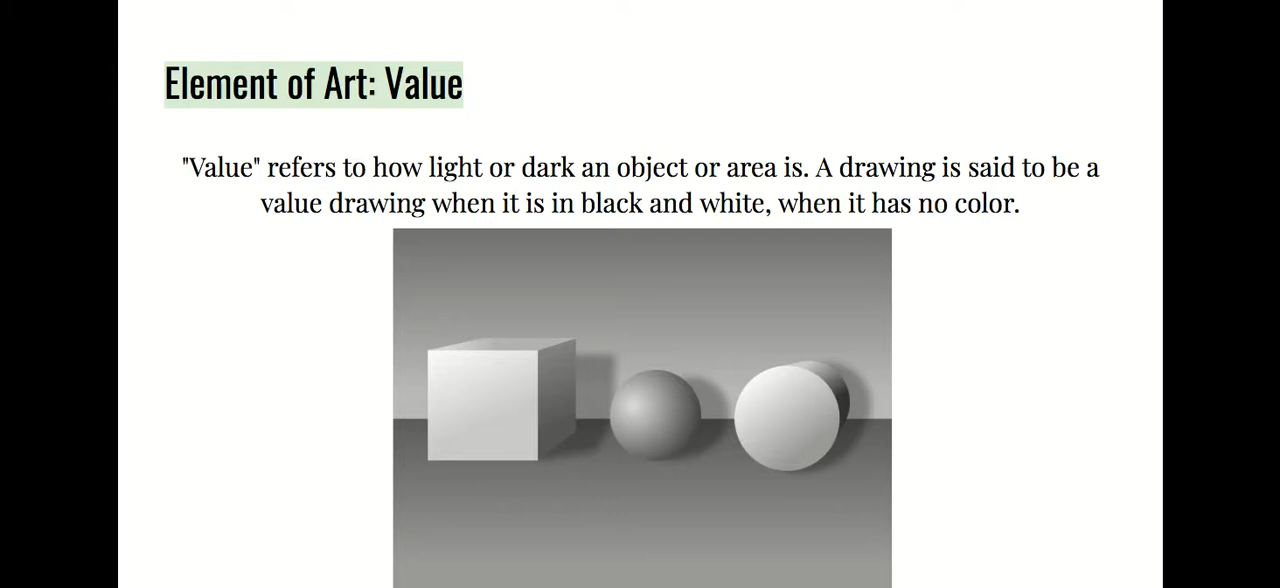 Element of Art: Value
"Value" refers to how light or dark an object or area is. A drawing is said to be a
value drawing when it is in black and white, when it has no color.